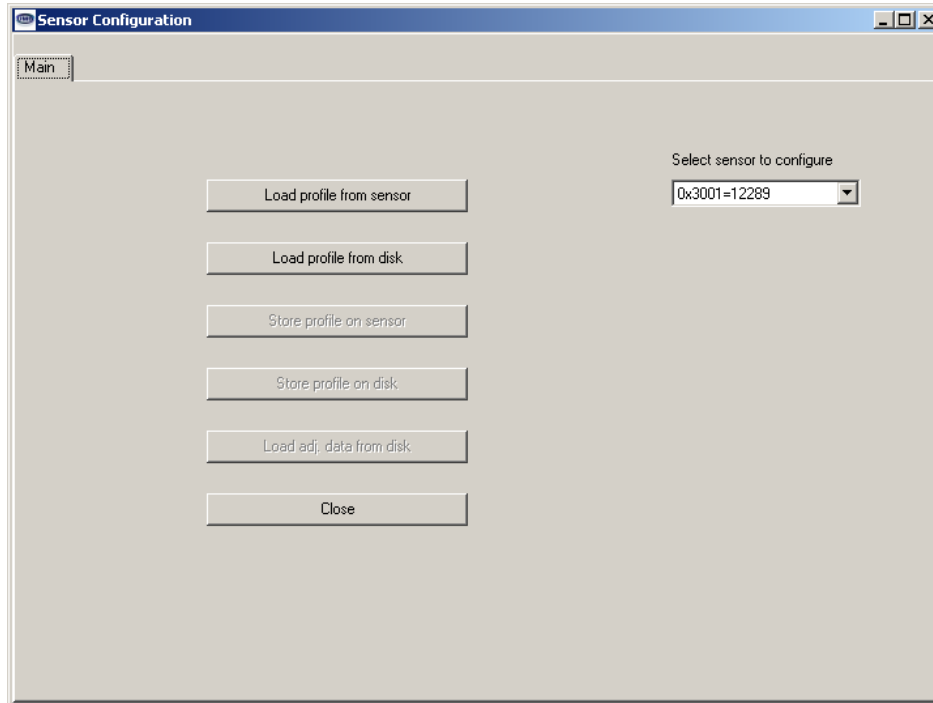 Sensor Configuration
Main
Select sensor to configure
0x3001=12289
Load profile from sensor
Load profile from disk
Store profile on sensor
Store profile on disk
Load adj. data from disk
Close